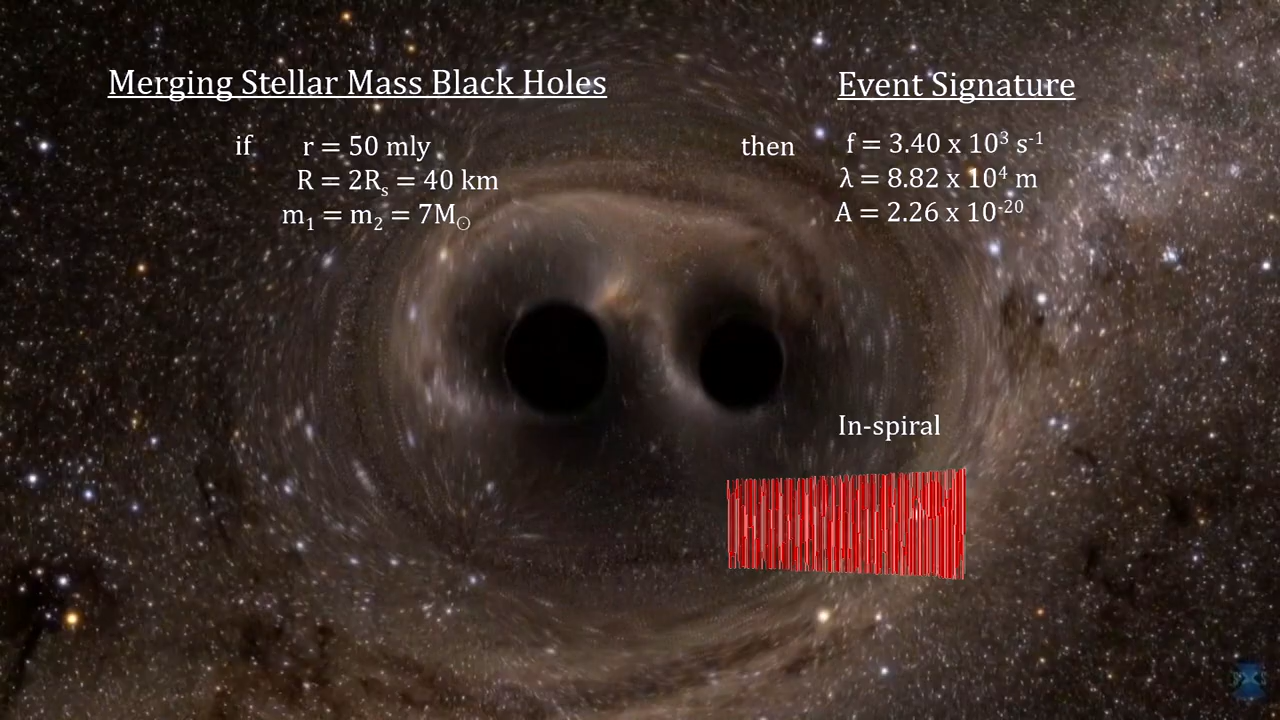 Merging Stellar Mass Black Holes
if r = 50 mly
R = 2Rₛ = 40 km
m₁ = m₂ = 7M☉
Event Signature
then f = 3.40 x 10³ s⁻¹
λ = 8.82 x 10⁴ m
A = 2.26 x 10⁻²⁰
In-spiral
SXS